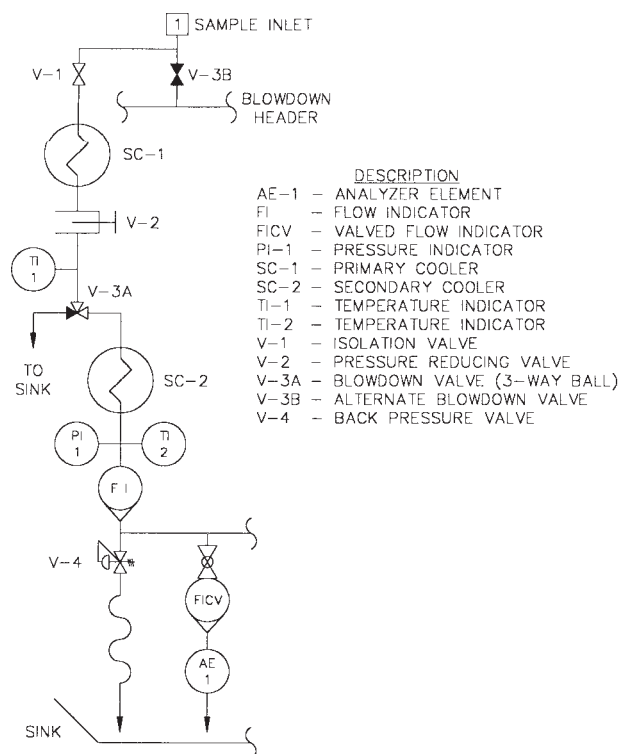 1 SAMPLE INLET
V-1
V-3B
BLOWDOWN
HEADER
SC-1
V-2
TI
1
V-3A
TO
SINK
SC-2
PI
1
TI
2
FI
V-4
FICV
AE
1
SINK
DESCRIPTION
AE-1 – ANALYZER ELEMENT
FI – FLOW INDICATOR
FICV – VALVED FLOW INDICATOR
PI-1 – PRESSURE INDICATOR
SC-1 – PRIMARY COOLER
SC-2 – SECONDARY COOLER
TI-1 – TEMPERATURE INDICATOR
TI-2 – TEMPERATURE INDICATOR
V-1 – ISOLATION VALVE
V-2 – PRESSURE REDUCING VALVE
V-3A – BLOWDOWN VALVE (3-WAY BALL)
V-3B – ALTERNATE BLOWDOWN VALVE
V-4 – BACK PRESSURE VALVE